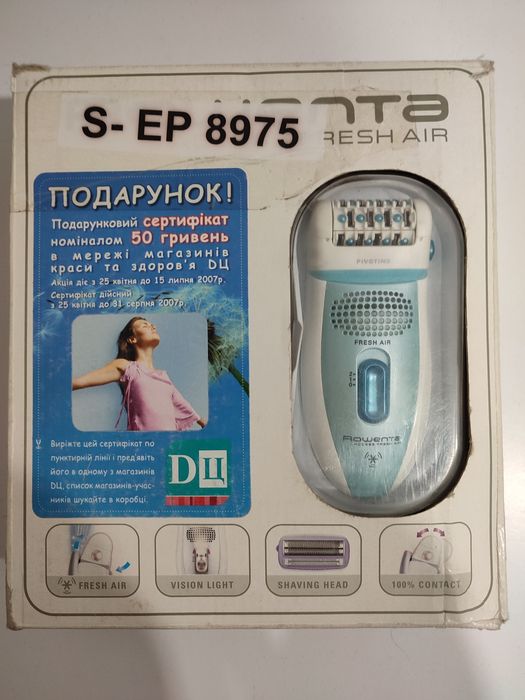 S- EP 8975
FRESH AIR
ПОДАРУНОК!
Подарунковий сертифікат
номіналом 50 гривень
в мережі магазинів
краси та здоров'я DЦ
Акція діє з 25 квітня до 15 липня 2007р.
Сертифікат дійсний
з 25 квітня до 31 серпня 2007р.
Виріжте цей сертифікат по
пунктирній лінії і пред'явіть
його в одному з магазинів
DЦ, список магазинів-учас-
ників шукайте в коробці.
DЦ
PIVOTING
FRESH AIR
Rowenta
FRESH AIR
VISION LIGHT
SHAVING HEAD
100% CONTACT